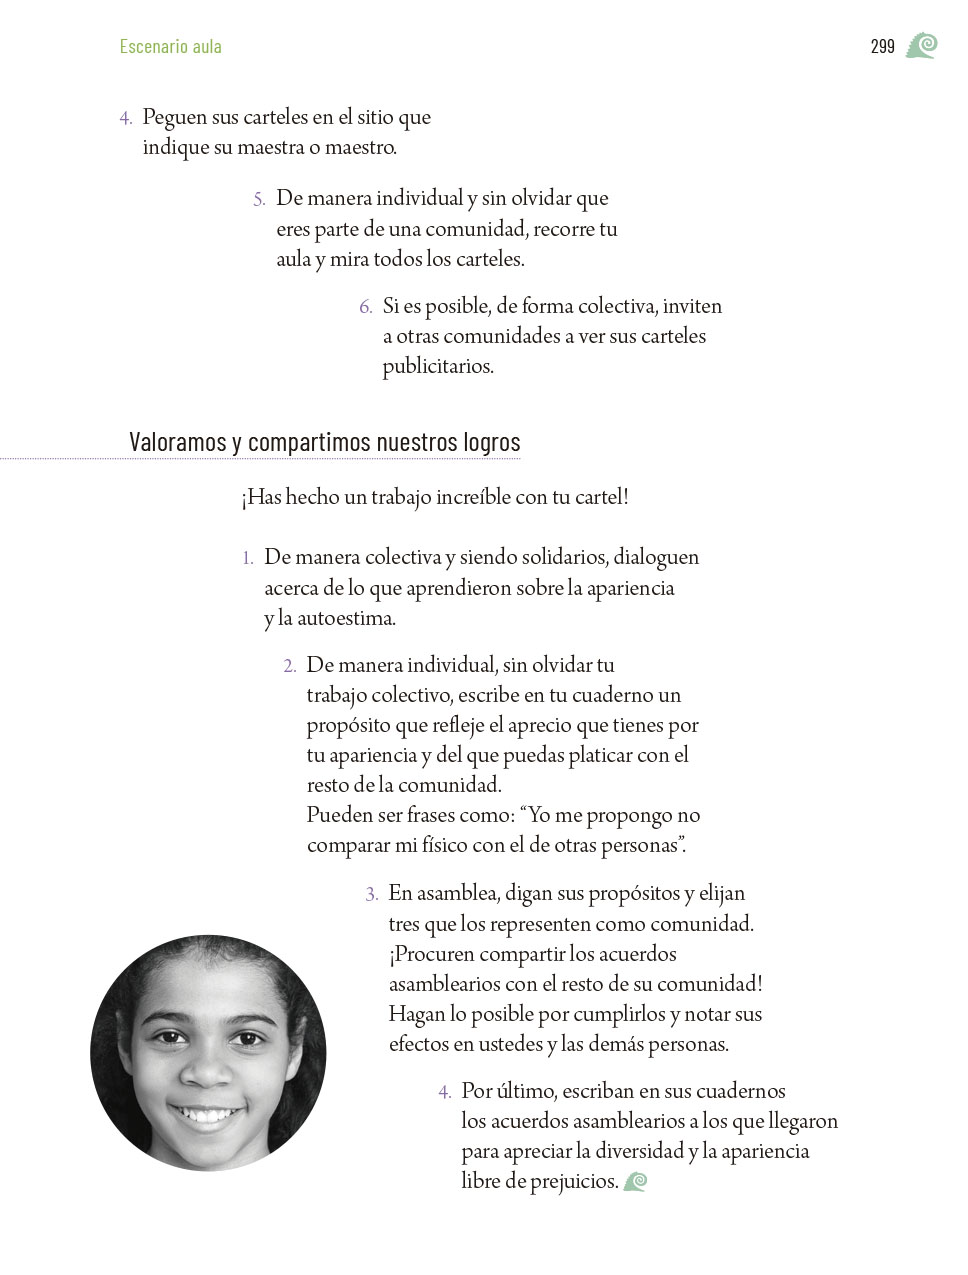 Escenario aula
299
4. Peguen sus carteles en el sitio que
indique su maestra o maestro.
5. De manera individual y sin olvidar que
eres parte de una comunidad, recorre tu
aula y mira todos los carteles.
6. Si es posible, de forma colectiva, inviten
a otras comunidades a ver sus carteles
publicitarios.
Valoramos y compartimos nuestros logros
¡Has hecho un trabajo increíble con tu cartel!
1. De manera colectiva y siendo solidarios, dialoguen
acerca de lo que aprendieron sobre la apariencia
y la autoestima.
2. De manera individual, sin olvidar tu
trabajo colectivo, escribe en tu cuaderno un
propósito que refleje el aprecio que tienes por
tu apariencia y del que puedas platicar con el
resto de la comunidad.
Pueden ser frases como: “Yo me propongo no
comparar mi físico con el de otras personas”.
3. En asamblea, digan sus propósitos y elijan
tres que los representen como comunidad.
¡Procuren compartir los acuerdos
asamblearios con el resto de su comunidad!
Hagan lo posible por cumplirlos y notar sus
efectos en ustedes y las demás personas.
4. Por último, escriban en sus cuadernos
los acuerdos asamblearios a los que llegaron
para apreciar la diversidad y la apariencia
libre de prejuicios.